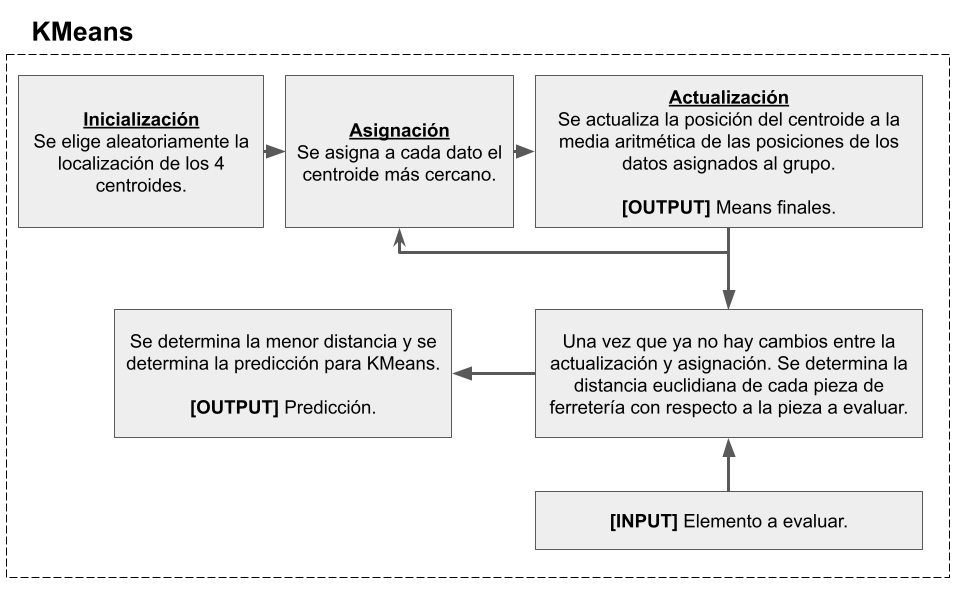 KMeans
Inicialización
Se elige aleatoriamente la
localización de los 4
centroides.
Asignación
Se asigna a cada dato el
centroide más cercano.
Actualización
Se actualiza la posición del centroide a la
media aritmética de las posiciones de los
datos asignados al grupo.
[OUTPUT] Means finales.
Se determina la menor distancia y se
determina la predicción para KMeans.
[OUTPUT] Predicción.
Una vez que ya no hay cambios entre la
actualización y asignación. Se determina la
distancia euclidiana de cada pieza de
ferretería con respecto a la pieza a evaluar.
[INPUT] Elemento a evaluar.